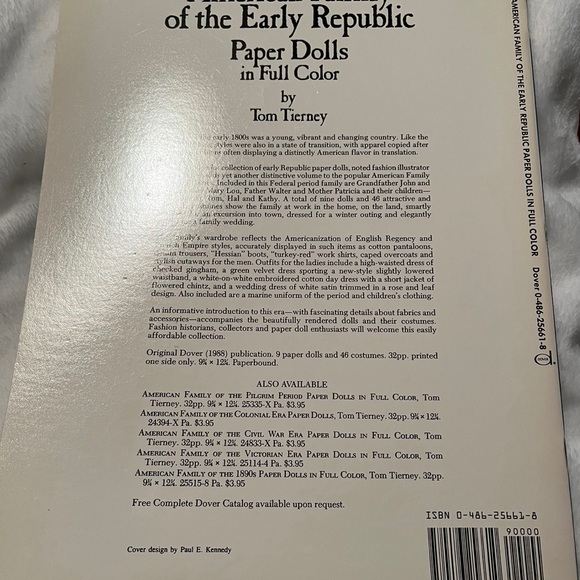 of the Early Republic
Paper Dolls
in Full Color
by
Tom Tierney
early 1800s was a young, vibrant and changing country. Like the
styles were also in a state of transition, with apparel copied after
often displaying a distinctly American flavor in translation.
collection of early Republic paper dolls, noted fashion illustrator
yet another distinctive volume to the popular American Family
Included in this Federal period family are Grandfather John and
Mary Lou, Father Walter and Mother Patricia and their children—
Tom, Hal and Kathy. A total of nine dolls and 46 attractive and
show the family at work in the home, on the land, smartly
an excursion into town, dressed for a winter outing and elegantly
family wedding.
family's wardrobe reflects the Americanization of English Regency and
Empire styles, accurately displayed in such items as cotton pantaloons,
trousers, "Hessian" boots, "turkey-red" work shirts, caped overcoats and
stylish cutaways for the men. Outfits for the ladies include a high-waisted dress of
checked gingham, a green velvet dress sporting a new-style slightly lowered
waistband, a white-on-white embroidered cotton day dress with a short jacket of
flowered chintz, and a wedding dress of white satin trimmed in a rose and leaf
design. Also included are a marine uniform of the period and children's clothing.
An informative introduction to this era—with fascinating details about fabrics and
accessories—accompanies the beautifully rendered dolls and their costumes.
Fashion historians, collectors and paper doll enthusiasts will welcome this easily
affordable collection.
Original Dover (1988) publication. 9 paper dolls and 46 costumes. 32pp. printed
one side only. 9¼ × 12¼. Paperbound.
ALSO AVAILABLE
AMERICAN FAMILY OF THE PILGRIM PERIOD PAPER DOLLS IN FULL COLOR, Tom
Tierney. 32pp. 9¼ × 12¼. 25335-X Pa. $3.95
AMERICAN FAMILY OF THE COLONIAL ERA PAPER DOLLS, Tom Tierney. 32pp. 9¼ × 12¼.
24394-X Pa. $3.95
AMERICAN FAMILY OF THE CIVIL WAR ERA PAPER DOLLS IN FULL COLOR, Tom
Tierney. 32pp. 9¼ × 12¼. 24833-X Pa. $3.95
AMERICAN FAMILY OF THE VICTORIAN ERA PAPER DOLLS IN FULL COLOR, Tom
Tierney. 32pp. 9¼ × 12¼. 25114-4 Pa. $3.95
AMERICAN FAMILY OF THE 1890s PAPER DOLLS IN FULL COLOR, Tom Tierney. 32pp.
9¼ × 12¼. 25515-8 Pa. $3.95
Free Complete Dover Catalog available upon request.
Cover design by Paul E. Kennedy
ISBN 0-486-25661-8
90000
AMERICAN FAMILY OF THE EARLY REPUBLIC PAPER DOLLS IN FULL COLOR Dover 0-486-25661-8
DOVER